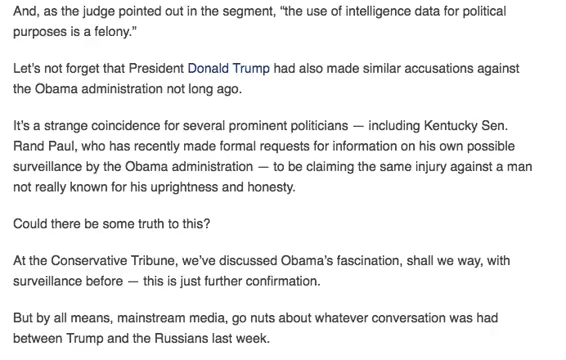 And, as the judge pointed out in the segment, “the use of intelligence data for political
purposes is a felony.”
Let’s not forget that President Donald Trump had also made similar accusations against
the Obama administration not long ago.
It’s a strange coincidence for several prominent politicians — including Kentucky Sen.
Rand Paul, who has recently made formal requests for information on his own possible
surveillance by the Obama administration — to be claiming the same injury against a man
not really known for his uprightness and honesty.
Could there be some truth to this?
At the Conservative Tribune, we’ve discussed Obama’s fascination, shall we way, with
surveillance before — this is just further confirmation.
But by all means, mainstream media, go nuts about whatever conversation was had
between Trump and the Russians last week.